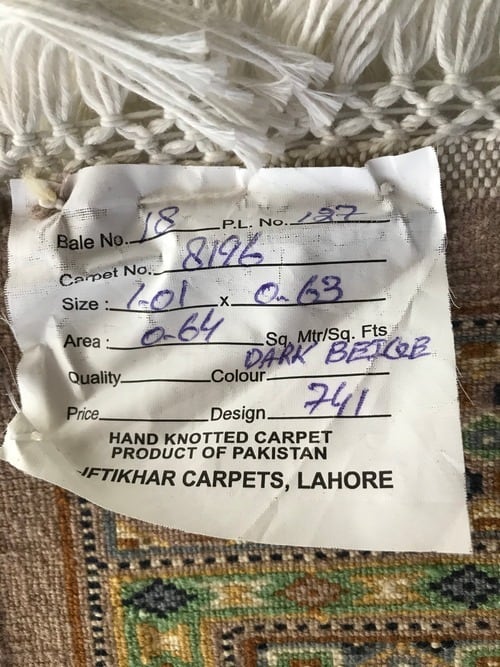 Bale No. 18 P.L. No. 137
Carpet No. 8196
Size : 1-01 x 0-63
Area : 0-64 Sq. Mtr/Sq. Fts
Quality Colour DARK BEIGE
Price Design 741
HAND KNOTTED CARPET
PRODUCT OF PAKISTAN
IFTIKHAR CARPETS, LAHORE